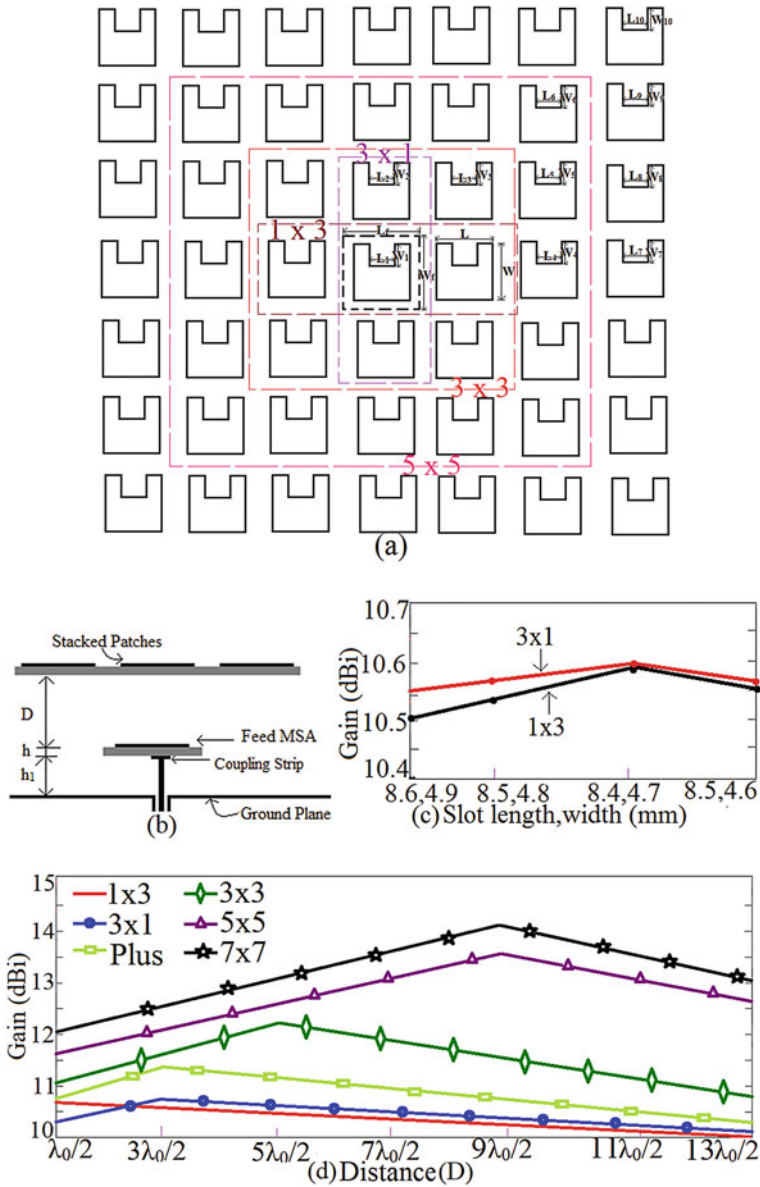 L10 W10
L6 W6 L9 W9
3 x 1
L2 W2 L3 W3 L5 W5 L8 W8
1 x 3
Lf L
L1 W1 Wf W L4 W4 L7 W7
3 x 3
5 x 5
(a)
Stacked Patches
D
Feed MSA
h
Coupling Strip
h1
Ground Plane
(b)
10.7
10.6
10.5
10.4
Gain (dBi)
3x1
1x3
8.6,4.9 8.5,4.8 8.4,4.7 8.5,4.6
(c) Slot length,width (mm)
15
14
13
12
11
10
Gain (dBi)
1x3 3x3
3x1 5x5
Plus 7x7
λ0/2 3λ0/2 5λ0/2 7λ0/2 9λ0/2 11λ0/2 13λ0/2
(d) Distance (D)